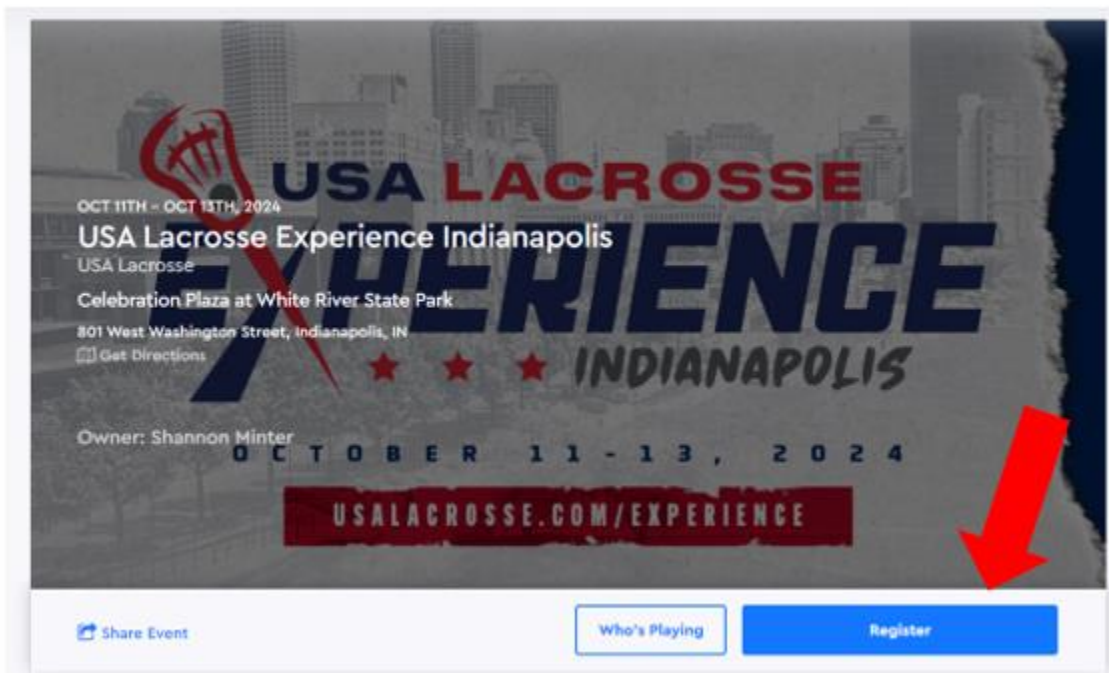 USA LACROSSE
OCT 11TH - OCT 13TH, 2024
USA Lacrosse Experience Indianapolis
USA Lacrosse
EXPERIENCE
Celebration Plaza at White River State Park
801 West Washington Street, Indianapolis, IN
Get Directions
INDIANAPOLIS
Owner: Shannon Minter
OCTOBER 11-13, 2024
USALACROSSE.COM/EXPERIENCE
Share Event
Who's Playing
Register